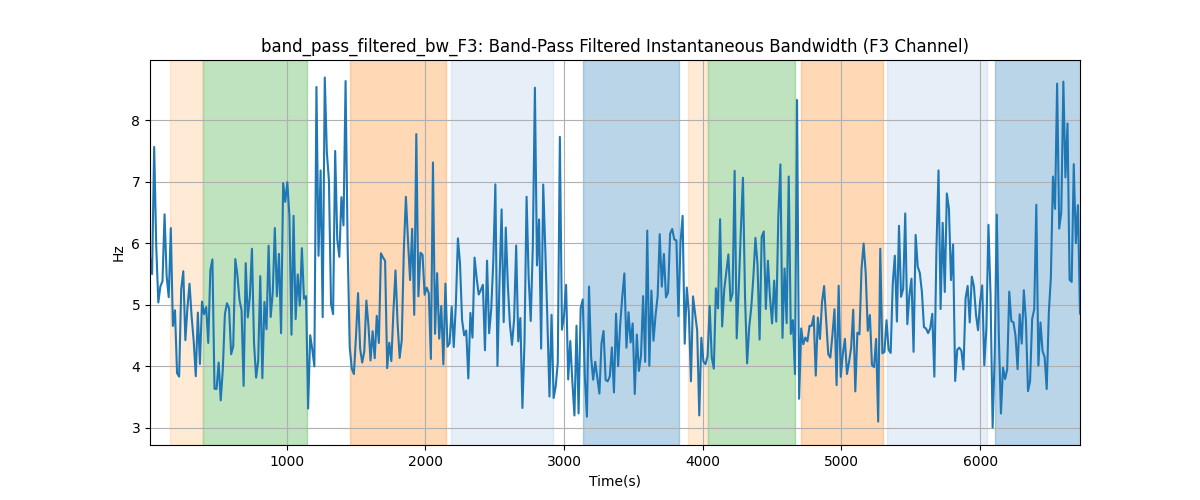 band_pass_filtered_bw_F3: Band-Pass Filtered Instantaneous Bandwidth (F3 Channel)
8
7
6
5
4
3
Hz
1000 2000 3000 4000 5000 6000
Time(s)